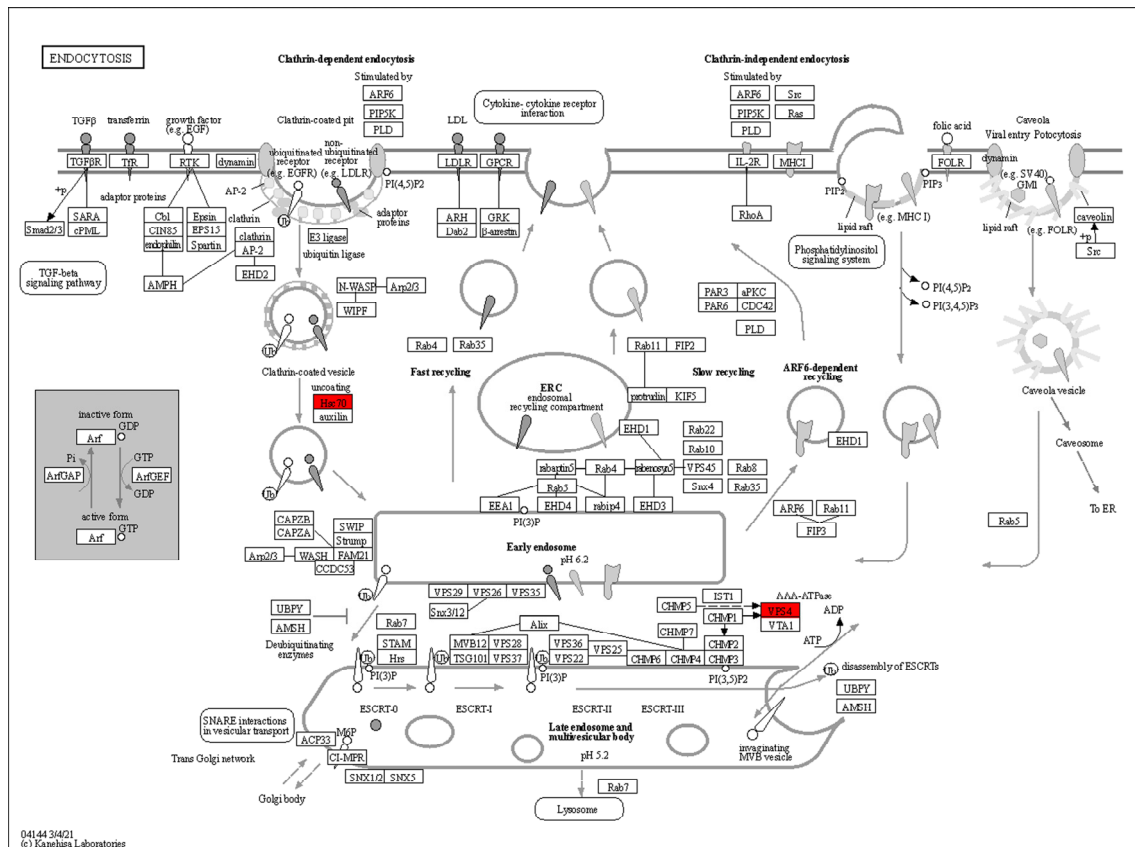 ENDOCYTOSIS
Clathrin-dependent endocytosis
Stimulated by
ARF6
PIP5K
PLD
Clathrin-independent endocytosis
Stimulated by
ARF6
Src
PIP5K
Ras
PLD
Cytokine- cytokine receptor
interaction
TGFβ
transferrin
growth factor
(e.g. EGF)
Clathrin-coated pit
LDL
folic acid
Caveola
Viral entry Potocytosis
TGFβR
TfR
RTK
dynamin
ubiquitinated
receptor
(e.g. EGFR)
non-
ubiquitinated
receptor
(e.g. LDLR)
LDLR
GPCR
IL-2R
MHCI
FOLR
dynamin
(e.g. SV40)
GM1
PI(4,5)P2
PIP2
PIP3
+p
adaptor proteins
AP-2
clathrin
Ub
adaptor
proteins
Smad2/3
SARA
cPML
Cbl
CIN85
endophilin
Epsin
EPS15
Spartin
clathrin
AP-2
EHD2
AMPH
E3 ligase
ubiquitin ligase
ARH
Dab2
GRK
β-arrestin
RhoA
lipid raft
(e.g. MHC I)
lipid raft
(e.g. FOLR)
caveolin
+p
Src
TGF-beta
signaling pathway
Phosphatidylinositol
signaling system
N-WASP
Arp2/3
WIPF
Ub
PAR3
aPKC
PAR6
CDC42
PLD
PI(4,5)P2
PI(3,4,5)P3
Rab4
Rab35
Rab11
FIP2
Clathrin-coated vesicle
Fast recycling
Slow recycling
ARF6-dependent
recycling
Caveola vesicle
uncoating
Hsc70
auxilin
ERC
endosomal
recycling compartment
protrudin
KIF5
EHD1
EHD1
Rab22
Rab10
VPS45
Rab8
Snx4
Rab35
Caveosome
To ER
inactive form
Arf
GDP
Pi
GTP
ArfGAP
ArfGEF
GDP
active form
Arf
GTP
Ub
rabaptin5
Rab4
rabenosyn5
Rab5
EEA1
EHD4
rabip4
EHD3
PI(3)P
ARF6
Rab11
FIP3
Rab5
CAPZB
CAPZA
SWIP
Strump
Arp2/3
WASH
FAM21
CCDC53
Early endosome
pH 6.2
Ub
VPS29
VPS26
VPS35
Snx3/12
UBPY
AMSH
Deubiquitinating
enzymes
Rab7
STAM
Hrs
Ub
PI(3)P
MVB12
VPS28
TSG101
VPS37
Ub
Alix
VPS36
VPS22
VPS25
Ub
PI(3)P
CHMP5
IST1
CHMP1
CHMP7
CHMP2
CHMP6
CHMP4
CHMP3
PI(3,5)P2
AAA-ATPase
VPS4
VTA1
ADP
ATP
Ub
disassembly of ESCRTs
UBPY
AMSH
ESCRT-0
ESCRT-I
ESCRT-II
ESCRT-III
Late endosome and
multivesicular body
pH 5.2
invaginating
MVB vesicle
SNARE interactions
in vesicular transport
ACP33
M6P
CI-MPR
Trans Golgi network
SNX1/2
SNX5
Golgi body
Rab7
Lysosome
04144 3/4/21
(c) Kanehisa Laboratories